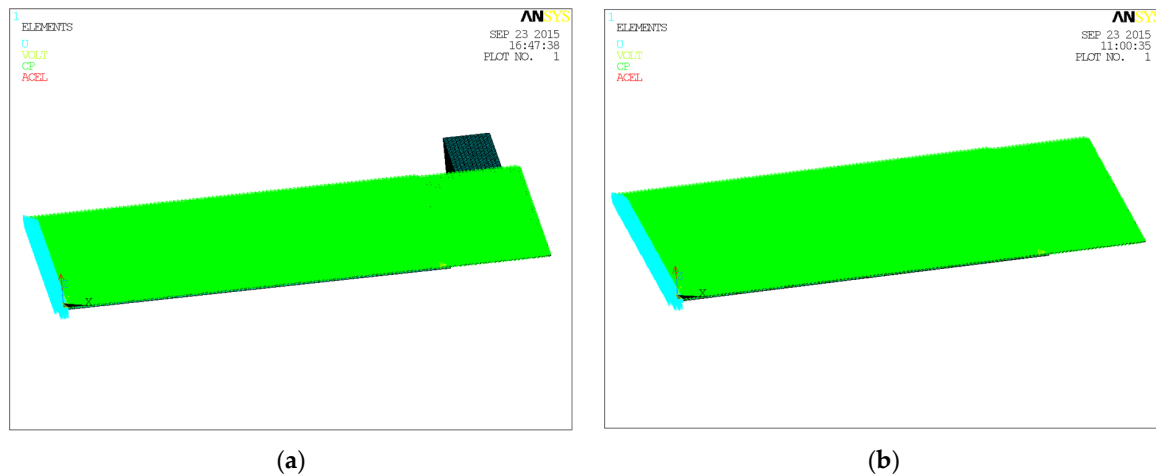 1
ANSYS
ELEMENTS
SEP 23 2015
U
16:47:38
VOLT
PLOT NO. 1
CP
ACEL
X
1
ANSYS
ELEMENTS
SEP 23 2015
U
11:00:35
VOLT
PLOT NO. 1
CP
ACEL
X
(a)
(b)